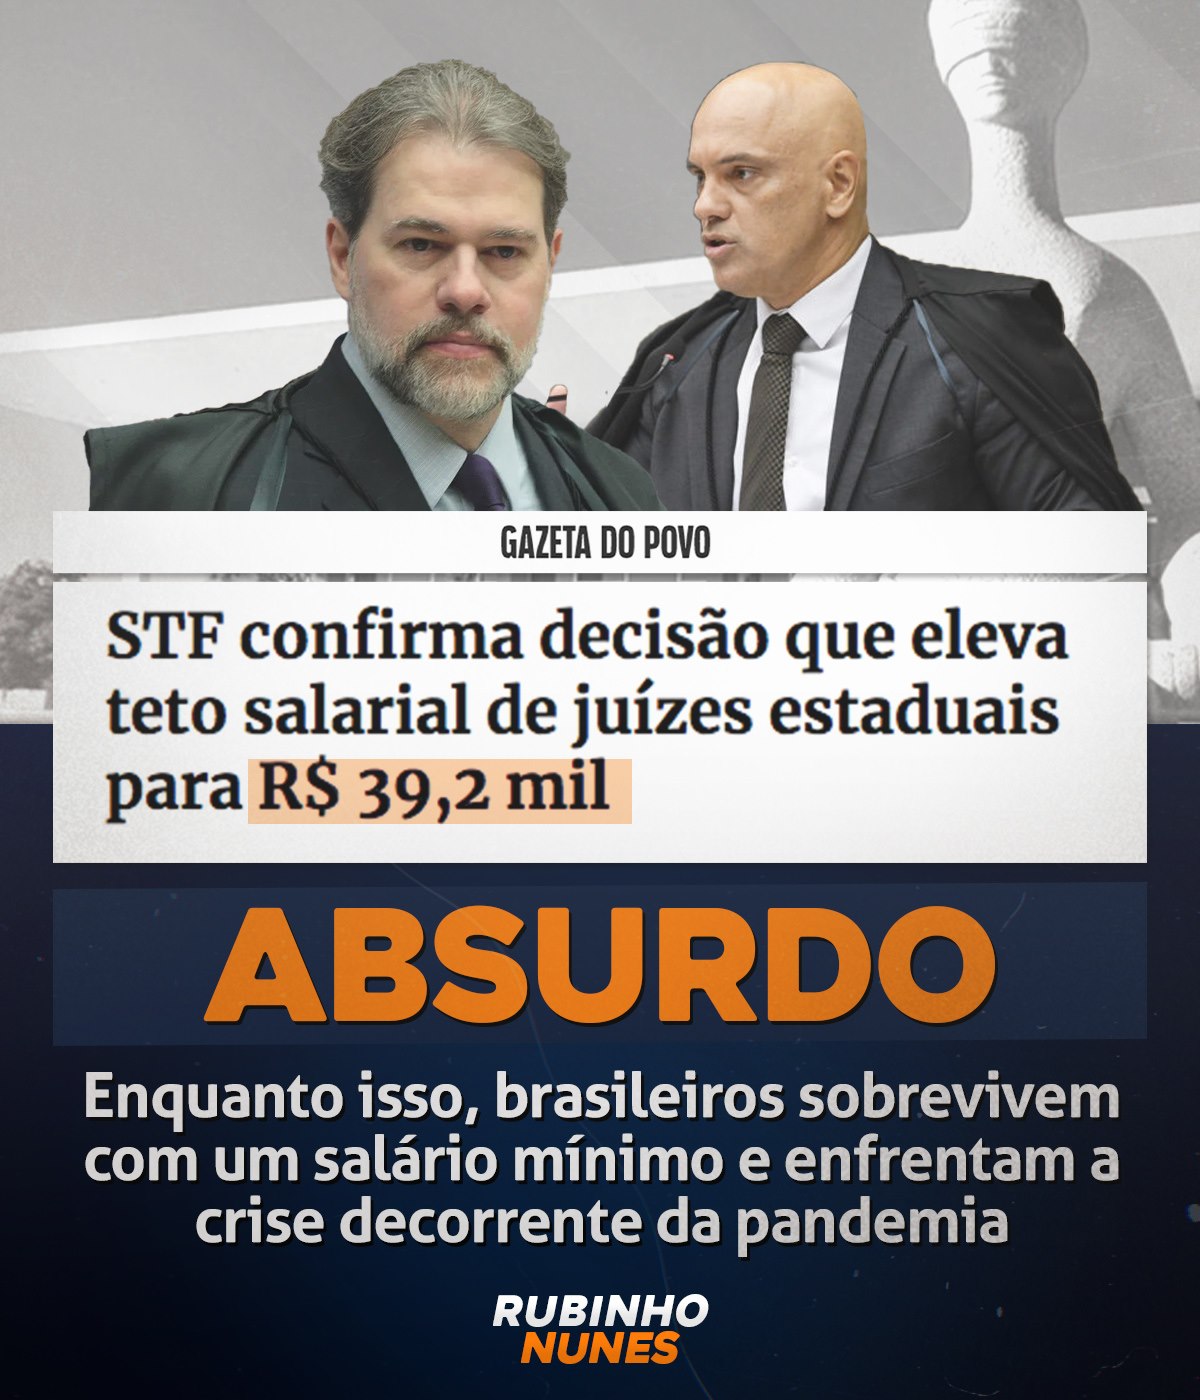 GAZETA DO POVO
STF confirma decisão que eleva
teto salarial de juízes estaduais
para R$ 39,2 mil
ABSURDO
Enquanto isso, brasileiros sobrevivem
com um salário mínimo e enfrentam a
crise decorrente da pandemia
RUBINHO
NUNES